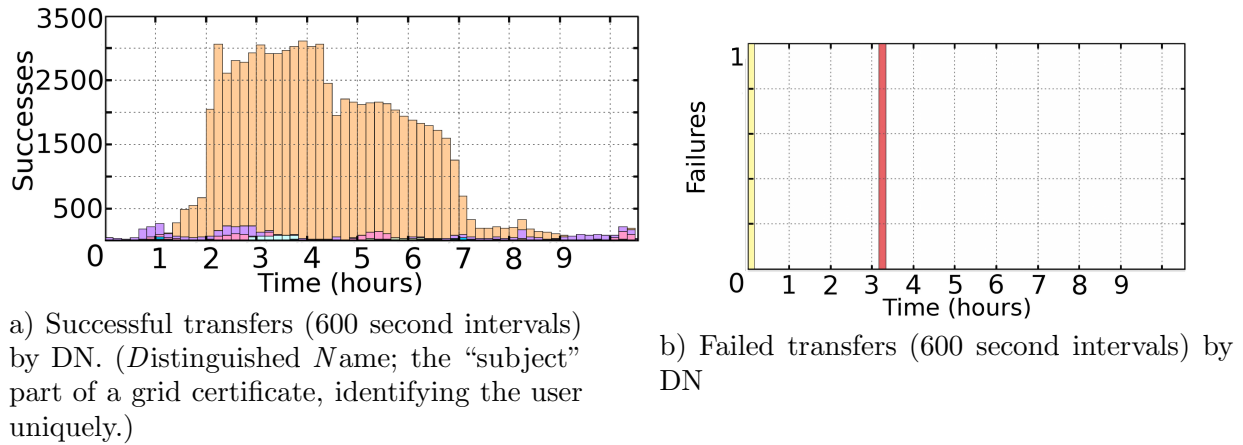 3500
2500
1500
500
0
Successes
1 2 3 4 5 6 7 8 9
Time (hours)
a) Successful transfers (600 second intervals)
by DN. (Distinguished Name; the “subject”
part of a grid certificate, identifying the user
uniquely.)
1
0
Failures
1 2 3 4 5 6 7 8 9
Time (hours)
b) Failed transfers (600 second intervals) by
DN